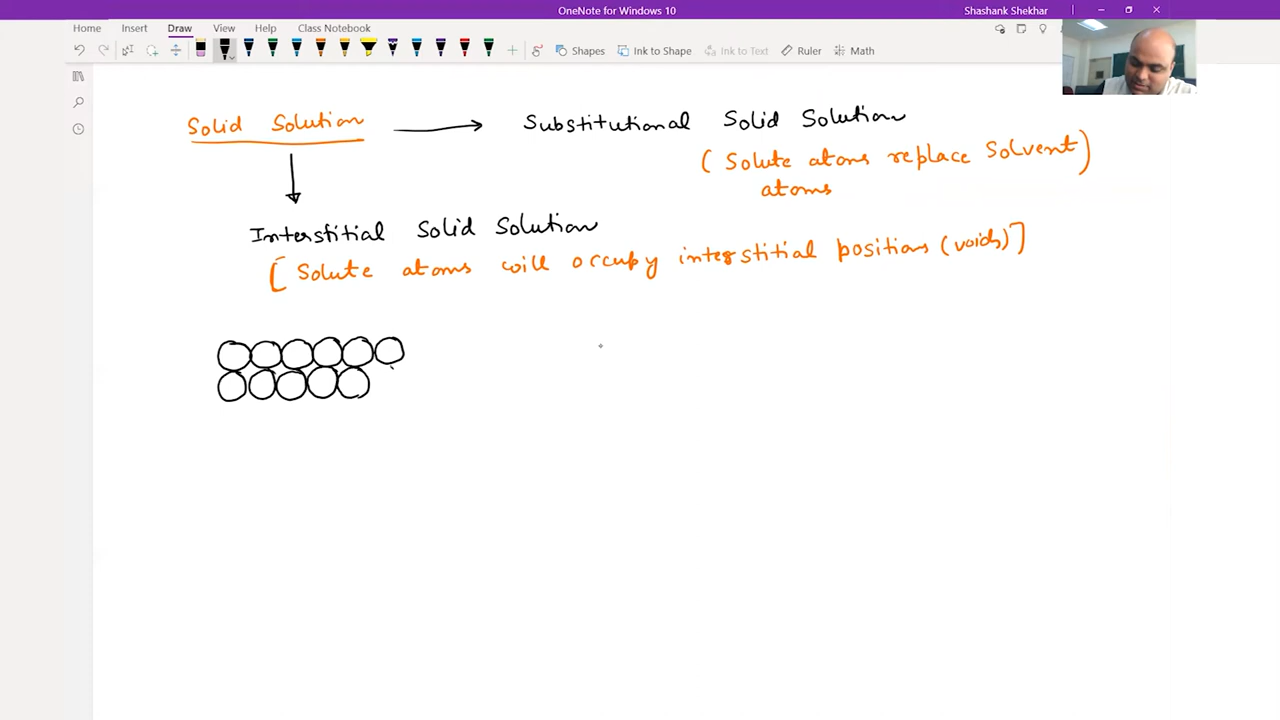 OneNote for Windows 10
Shashank Shekhar
Home Insert Draw View Class Notebook
Shapes Ink to Shape Ink to Text Ruler Math
Solid Solution → Substitutional Solid Solution
(Solute atoms replace Solvent)
atoms
Interstitial Solid Solution
[Solute atoms will occupy interstitial positions (voids)]